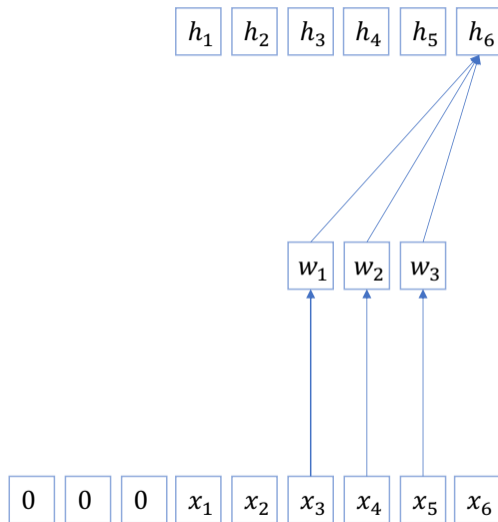 h₁ h₂ h₃ h₄ h₅ h₆
w₁ w₂ w₃
0 0 0 x₁ x₂ x₃ x₄ x₅ x₆